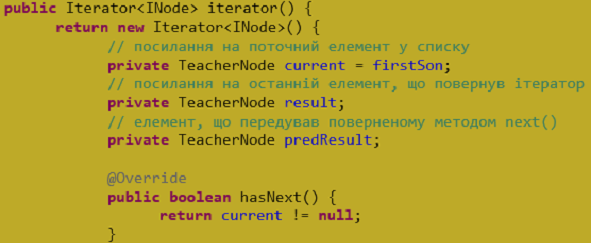 public Iterator<INode> iterator() {
return new Iterator<INode>() {
// посилання на поточний елемент у списку
private TeacherNode current = firstSon;
// посилання на останній елемент, що повернув ітератор
private TeacherNode result;
// елемент, що передував поверненому методом next()
private TeacherNode predResult;
@Override
public boolean hasNext() {
return current != null;
}